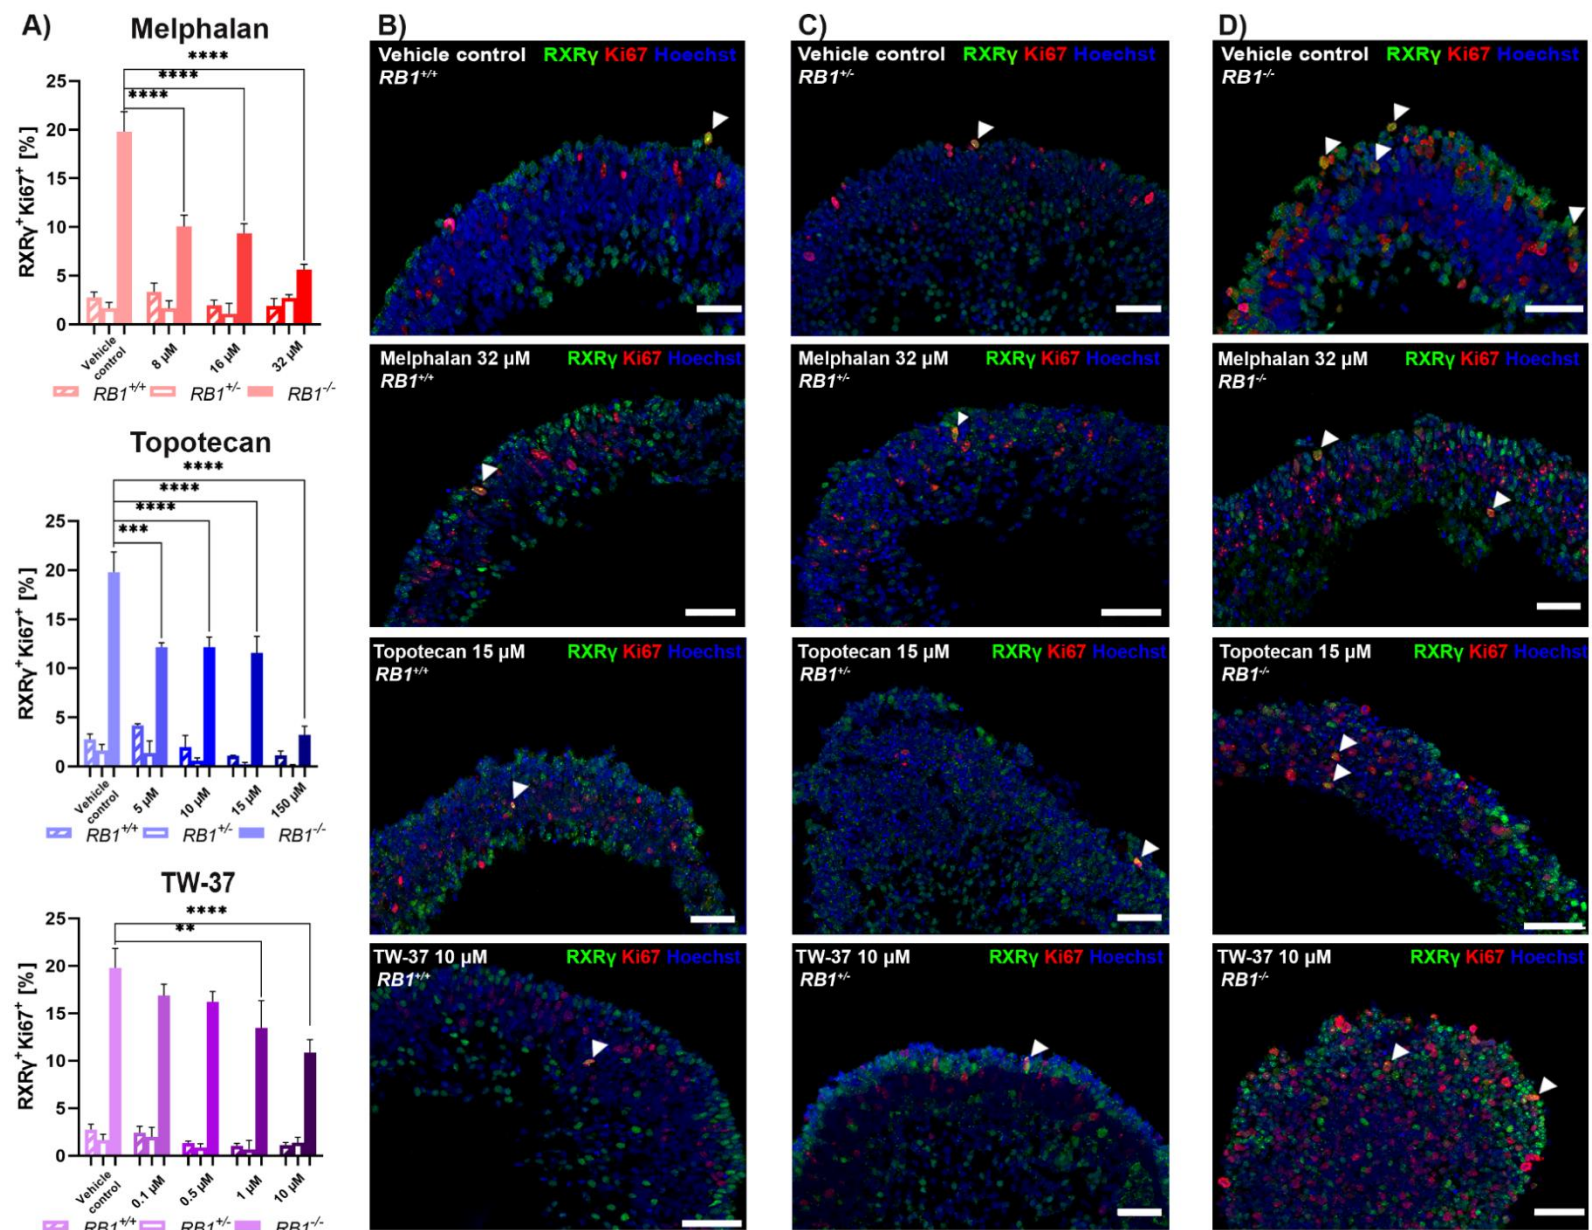 A)
Melphalan
****
****
****
RXRγ⁺Ki67⁺ [%]
25
20
15
10
5
0
Vehicle control
8 µM
16 µM
32 µM
RB1⁺/⁺ RB1⁺/⁻ RB1⁻/⁻
Topotecan
****
****
****
***
RXRγ⁺Ki67⁺ [%]
25
20
15
10
5
0
Vehicle control
5 µM
10 µM
15 µM
150 µM
RB1⁺/⁺ RB1⁺/⁻ RB1⁻/⁻
TW-37
****
**
RXRγ⁺Ki67⁺ [%]
25
20
15
10
5
0
Vehicle control
0.1 µM
0.5 µM
1 µM
10 µM
RB1⁺/⁺ RB1⁺/⁻ RB1⁻/⁻
B)
Vehicle control RXRγ Ki67 Hoechst
RB1⁺/⁺
Melphalan 32 µM RXRγ Ki67 Hoechst
RB1⁺/⁺
Topotecan 15 µM RXRγ Ki67 Hoechst
RB1⁺/⁺
TW-37 10 µM RXRγ Ki67 Hoechst
RB1⁺/⁺
C)
Vehicle control RXRγ Ki67 Hoechst
RB1⁺/⁻
Melphalan 32 µM RXRγ Ki67 Hoechst
RB1⁺/⁻
Topotecan 15 µM RXRγ Ki67 Hoechst
RB1⁺/⁻
TW-37 10 µM RXRγ Ki67 Hoechst
RB1⁺/⁻
D)
Vehicle control RXRγ Ki67 Hoechst
RB1⁻/⁻
Melphalan 32 µM RXRγ Ki67 Hoechst
RB1⁻/⁻
Topotecan 15 µM RXRγ Ki67 Hoechst
RB1⁻/⁻
TW-37 10 µM RXRγ Ki67 Hoechst
RB1⁻/⁻